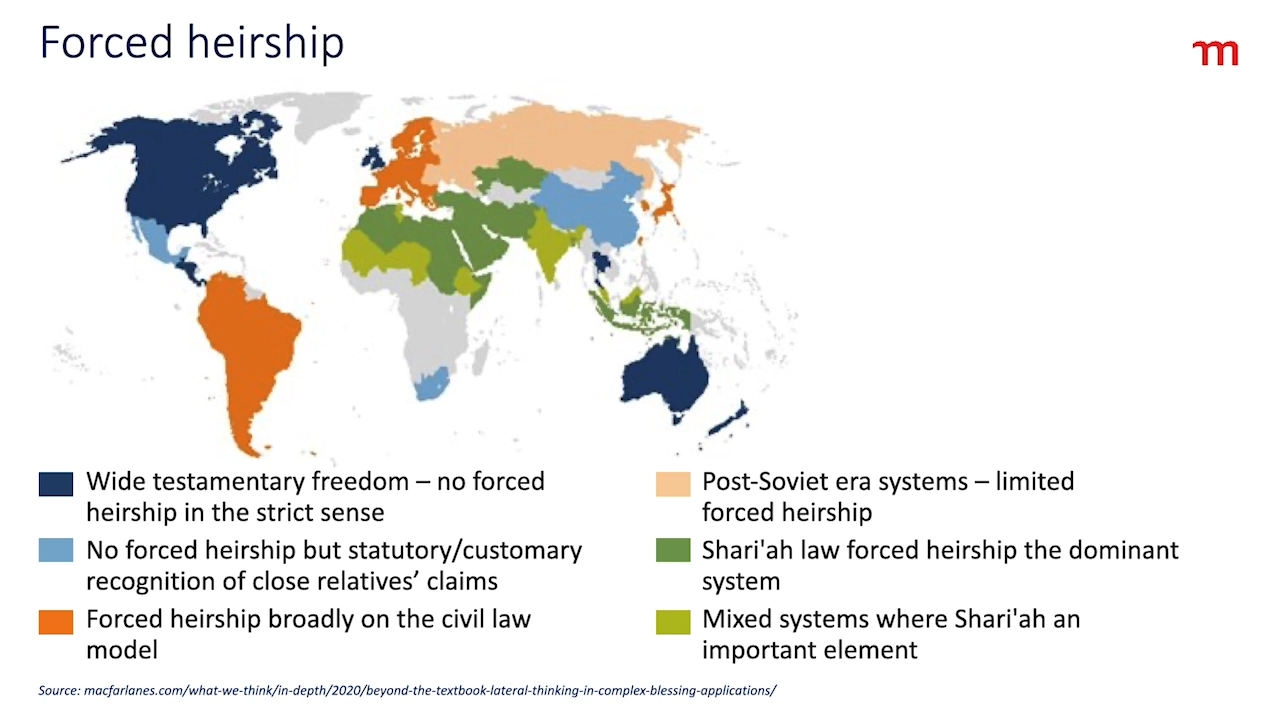 Forced heirship
m
Wide testamentary freedom – no forced
heirship in the strict sense
No forced heirship but statutory/customary
recognition of close relatives’ claims
Forced heirship broadly on the civil law
model
Post-Soviet era systems – limited
forced heirship
Shari'ah law forced heirship the dominant
system
Mixed systems where Shari'ah an
important element
Source: macfarlanes.com/what-we-think/in-depth/2020/beyond-the-textbook-lateral-thinking-in-complex-blessing-applications/